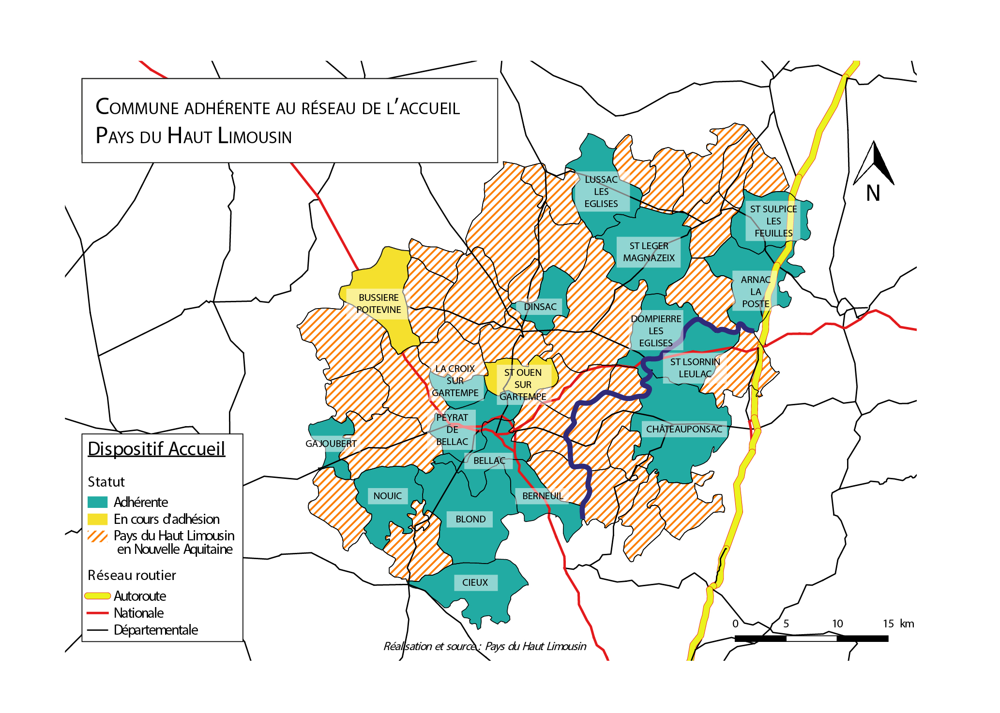 COMMUNE ADHÉRENTE AU RÉSEAU DE L'ACCUEIL
PAYS DU HAUT LIMOUSIN
N
LUSSAC
LES
EGLISES
ST SULPICE
LES
FEUILLES
ST LEGER
MAGNAZEIX
ARNAC
LA
POSTE
BUSSIERE
POITEVINE
DINSAC
DOMPIERRE
LES
EGLISES
ST LSORNIN
LEULAC
LA CROIX
SUR
GARTEMPE
ST OUEN
SUR
GARTEMPE
PEYRAT
DE
BELLAC
CHÂTEAUPONSAC
GAJOUBERT
BELLAC
NOUIC
BERNEUIL
BLOND
CIEUX
Dispositif Accueil
Statut
Adhérente
En cours d'adhésion
Pays du Haut Limousin
en Nouvelle Aquitaine
Réseau routier
Autoroute
Nationale
Départementale
0 5 10 15 km
Réalisation et source : Pays du Haut Limousin